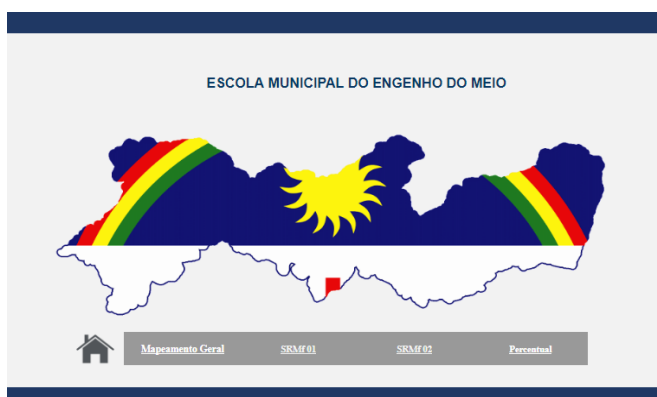 ESCOLA MUNICIPAL DO ENGENHO DO MEIO
Mapeamento Geral SRMf 01 SRMf 02 Percentual